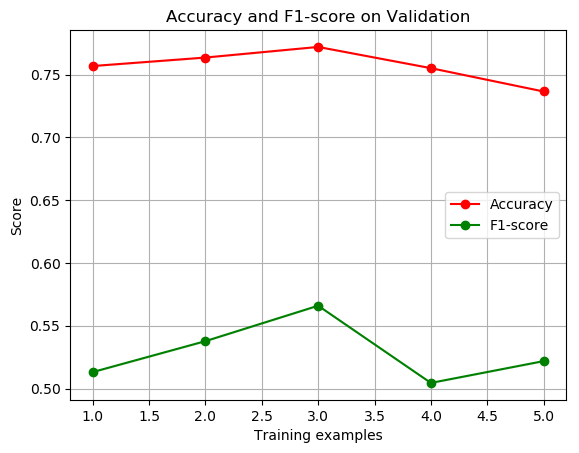 Accuracy and F1-score on Validation
Score
0.75
0.70
0.65
0.60
0.55
0.50
Accuracy
F1-score
1.0 1.5 2.0 2.5 3.0 3.5 4.0 4.5 5.0
Training examples